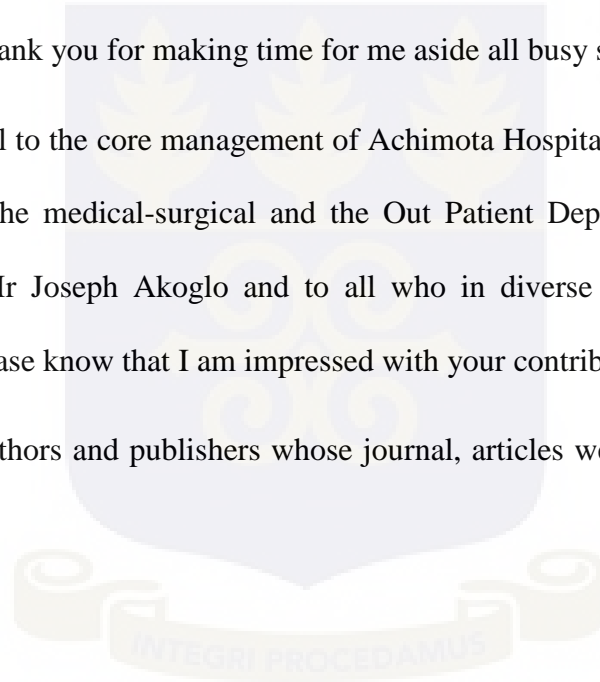 ank you for making time for me aside all busy s
l to the core management of Achimota Hospita
he medical-surgical and the Out Patient Dep
Ir Joseph Akoglo and to all who in diverse
ase know that I am impressed with your contrib
thors and publishers whose journal, articles we
INTEGRI PROCEDAMUS